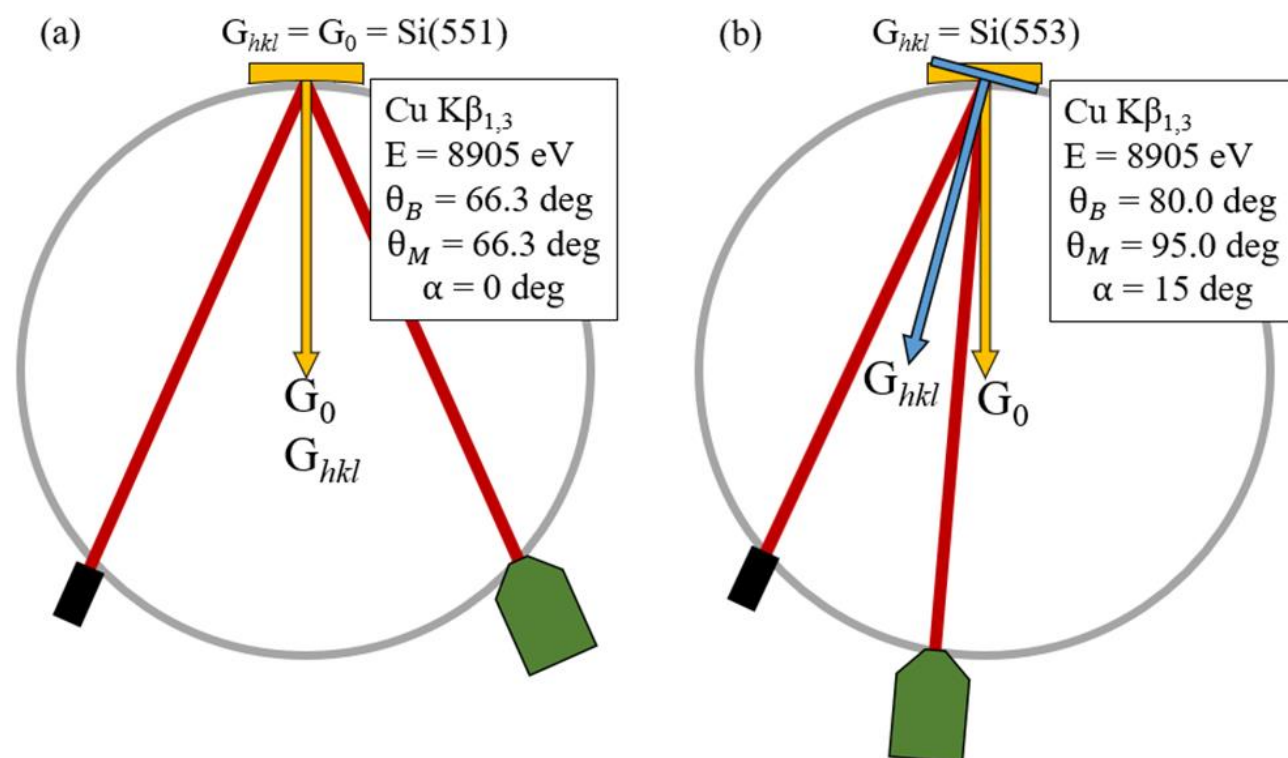 (a)
G_hkl = G_0 = Si(551)
Cu Kβ_1,3
E = 8905 eV
θ_B = 66.3 deg
θ_M = 66.3 deg
α = 0 deg
G_0
G_hkl
(b)
G_hkl = Si(553)
Cu Kβ_1,3
E = 8905 eV
θ_B = 80.0 deg
θ_M = 95.0 deg
α = 15 deg
G_hkl
G_0